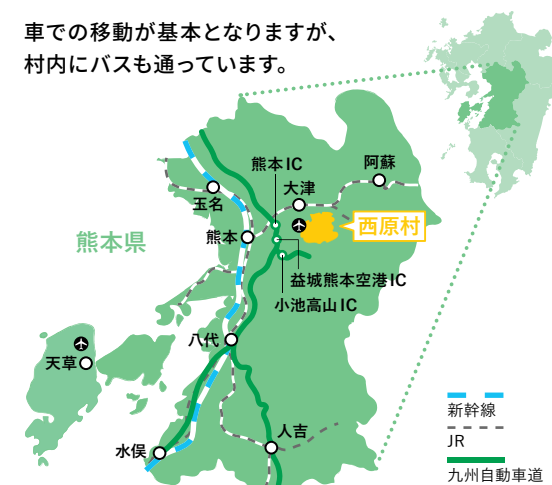 車での移動が基本となりますが、
村内にバスも通っています。
熊本IC
阿蘇
大津
玉名
西原村
熊本
熊本県
益城熊本空港IC
小池高山IC
八代
天草
新幹線
人吉
JR
水俣
九州自動車道